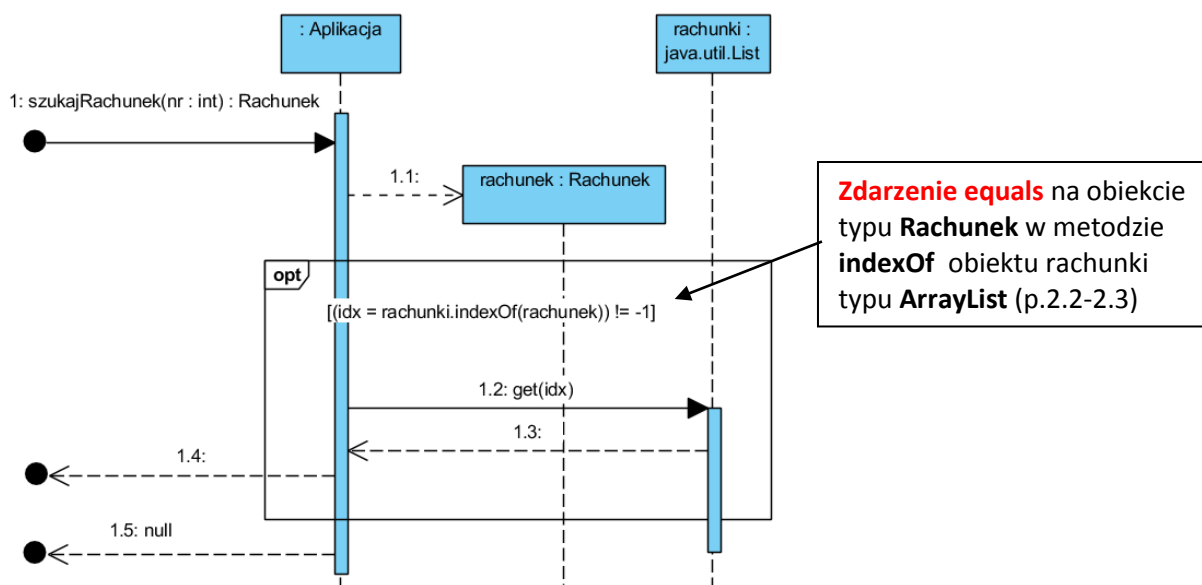 : Aplikacja
rachunki :
java.util.List
1: szukajRachunek(nr : int) : Rachunek
1.1:
rachunek : Rachunek
Zdarzenie equals na obiekcie
typu Rachunek w metodzie
indexOf obiektu rachunki
typu ArrayList (p.2.2-2.3)
opt
[(idx = rachunki.indexOf(rachunek)) != -1]
1.2: get(idx)
1.3:
1.4:
1.5: null